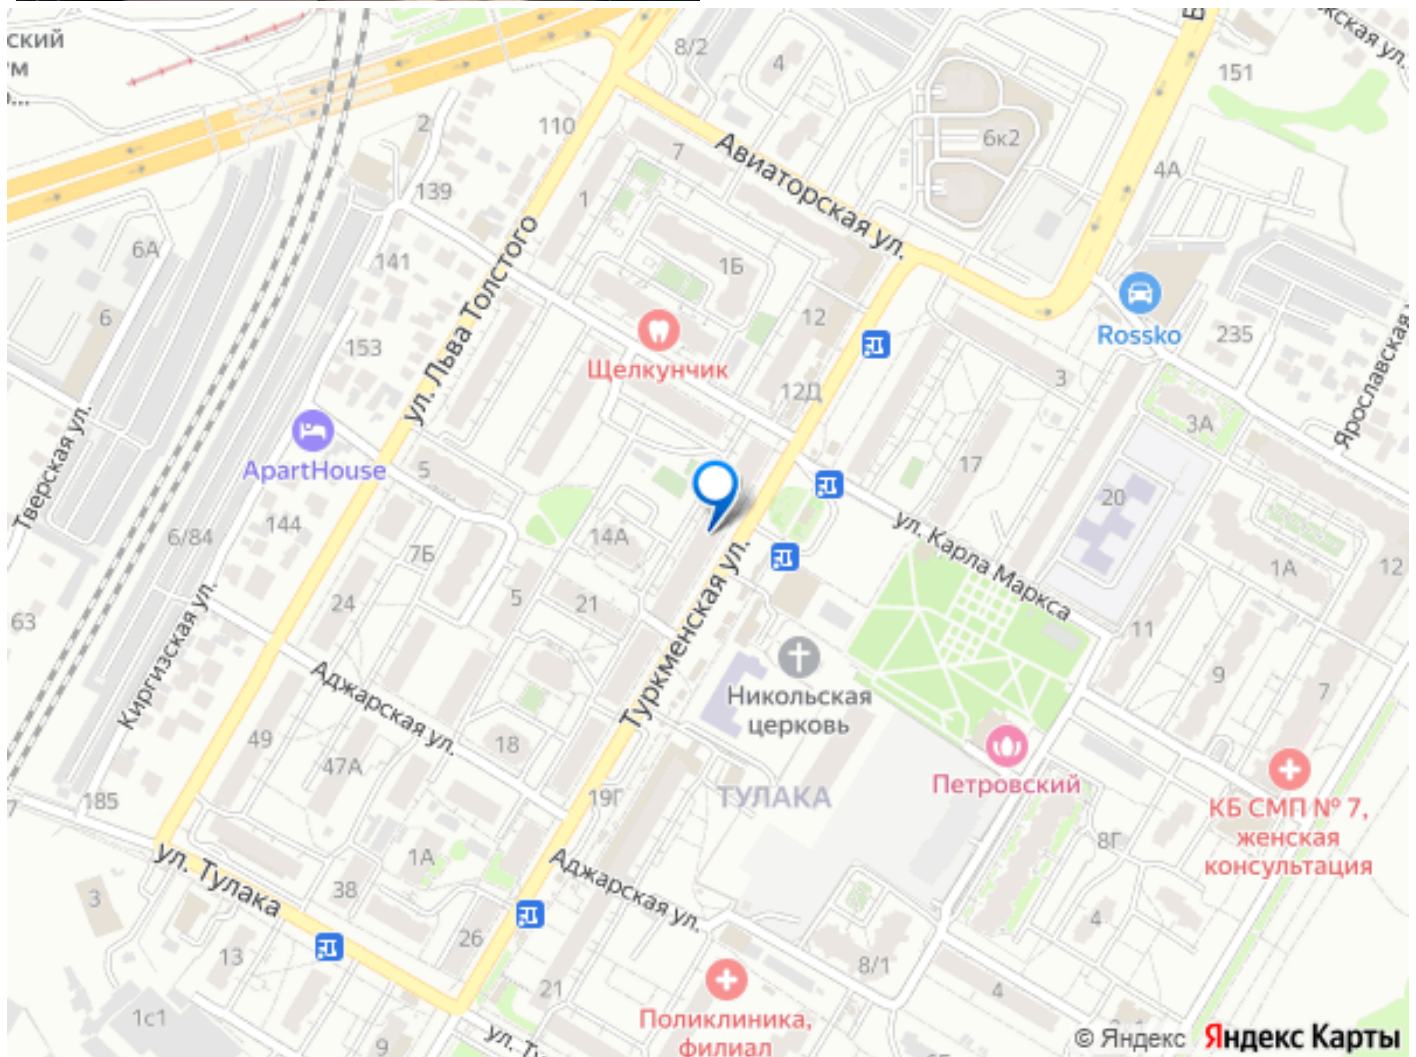 ский
ум
о...
8/2
4
151
2
110
7
6к2
4А
Авиаторская ул.
139
1
6А
141
1Б
ул. Льва Толстого
6
153
12
Rossko
235
Щелкунчик
3
12Д
Ярославская
3А
ApartHouse
5
17
20
Тверская ул.
144
6/84
14А
7Б
ул. Карла Маркса
1А
12
24
5
21
63
11
Киргизская ул.
Туркменская ул.
Никольская
церковь
9
7
Аджарская ул.
49
18
47А
Петровский
185
19Г
ТУЛАКА
КБ СМП № 7,
женская
консультация
8Г
ул. Тулака
1А
38
Аджарская ул.
3
4
26
13
8/1
21
4
1с1
Поликлиника,
филиал
9
© Яндекс Яндекс Карты